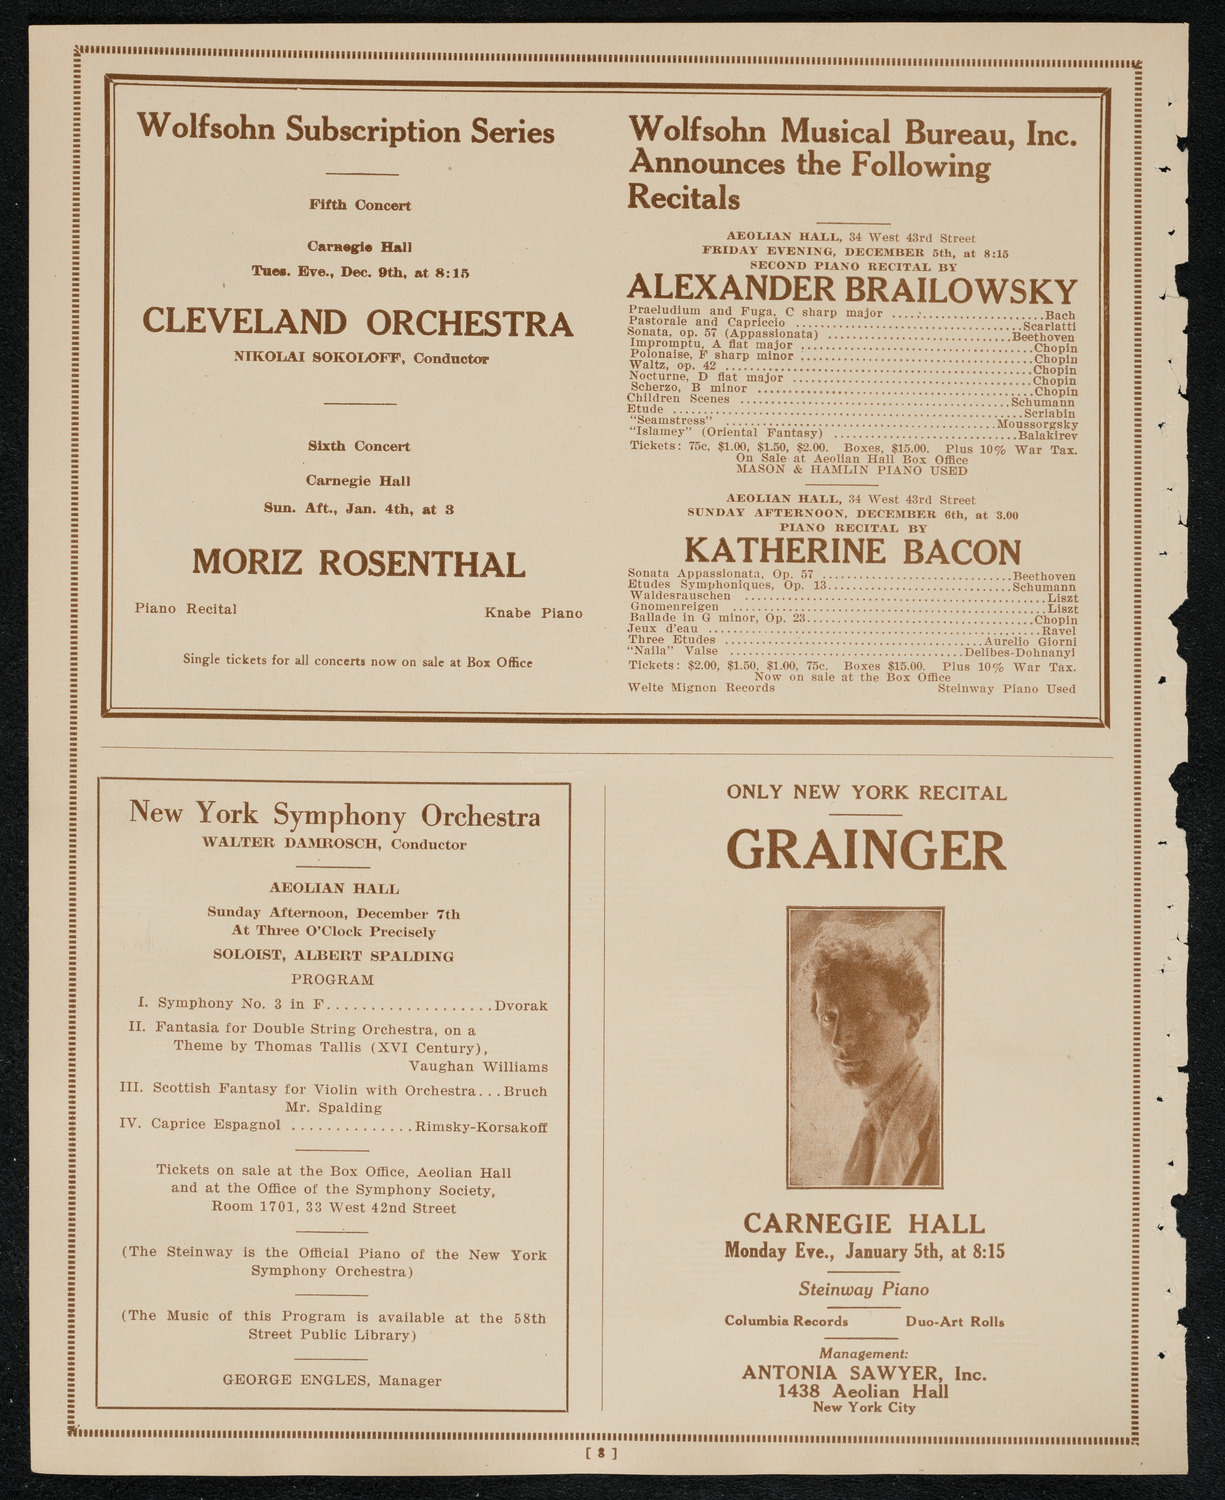 Wolfsohn Subscription Series
Fifth Concert
Carnegie Hall
Tues. Eve., Dec. 9th, at 8:15
CLEVELAND ORCHESTRA
NIKOLAI SOKOLOFF, Conductor
Sixth Concert
Carnegie Hall
Sun. Aft., Jan. 4th, at 3
MORIZ ROSENTHAL
Piano Recital Knabe Piano
Single tickets for all concerts now on sale at Box Office
Wolfsohn Musical Bureau, Inc.
Announces the Following
Recitals
AEOLIAN HALL, 34 West 43rd Street
FRIDAY EVENING, DECEMBER 5th, at 8:15
SECOND PIANO RECITAL BY
ALEXANDER BRAILOWSKY
Praeludium and Fuga, C sharp major ........................Bach
Pastorale and Capriccio ........................Scarlatti
Sonata, op. 57 (Appassionata) ........................Beethoven
Impromptu, A flat major ........................Chopin
Polonaise, F sharp minor ........................Chopin
Waltz, op. 42 ........................Chopin
Nocturne, D flat major ........................Chopin
Scherzo, B minor ........................Chopin
Children Scenes ........................Schumann
Etude ........................Scriabin
"Seamstress" ........................Moussorgsky
"Islamey" (Oriental Fantasy) ........................Balakirev
Tickets: 75c, $1.00, $1.50, $2.00. Boxes, $15.00. Plus 10% War Tax.
On Sale at Aeolian Hall Box Office
MASON & HAMLIN PIANO USED
AEOLIAN HALL, 34 West 43rd Street
SUNDAY AFTERNOON, DECEMBER 6th, at 3.00
PIANO RECITAL BY
KATHERINE BACON
Sonata Appassionata, Op. 57 ........................Beethoven
Etudes Symphoniques, Op. 13........................Schumann
Waldesrauschen ........................Liszt
Gnomenreigen ........................Liszt
Ballade in G minor, Op. 23........................Chopin
Jeux d'eau ........................Ravel
Three Etudes ........................Aurelio Giorni
"Naila" Valse ........................Delibes-Dohnanyi
Tickets: $2.00, $1.50, $1.00, 75c. Boxes $15.00. Plus 10% War Tax.
Now on sale at the Box Office
Welte Mignon Records Steinway Piano Used
New York Symphony Orchestra
WALTER DAMROSCH, Conductor
AEOLIAN HALL
Sunday Afternoon, December 7th
At Three O'Clock Precisely
SOLOIST, ALBERT SPALDING
PROGRAM
I. Symphony No. 3 in F...................Dvorak
II. Fantasia for Double String Orchestra, on a
Theme by Thomas Tallis (XVI Century),
Vaughan Williams
III. Scottish Fantasy for Violin with Orchestra...Bruch
Mr. Spalding
IV. Caprice Espagnol ..............Rimsky-Korsakoff
Tickets on sale at the Box Office, Aeolian Hall
and at the Office of the Symphony Society,
Room 1701, 33 West 42nd Street
(The Steinway is the Official Piano of the New York
Symphony Orchestra)
(The Music of this Program is available at the 58th
Street Public Library)
GEORGE ENGLES, Manager
ONLY NEW YORK RECITAL
GRAINGER
CARNEGIE HALL
Monday Eve., January 5th, at 8:15
Steinway Piano
Columbia Records Duo-Art Rolls
Management:
ANTONIA SAWYER, Inc.
1438 Aeolian Hall
New York City
[ 8 ]